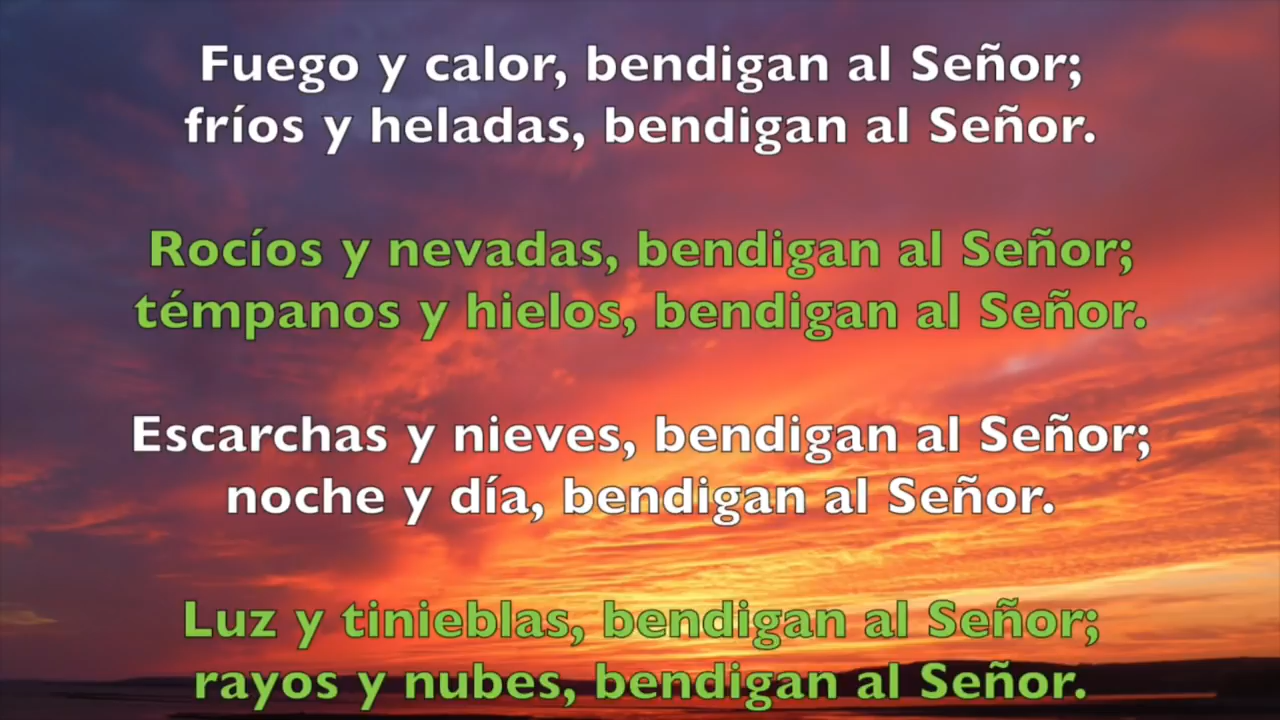 Fuego y calor, bendigan al Señor;
fríos y heladas, bendigan al Señor.
Rocíos y nevadas, bendigan al Señor;
témpanos y hielos, bendigan al Señor.
Escarchas y nieves, bendigan al Señor;
noche y día, bendigan al Señor.
Luz y tinieblas, bendigan al Señor;
rayos y nubes, bendigan al Señor.